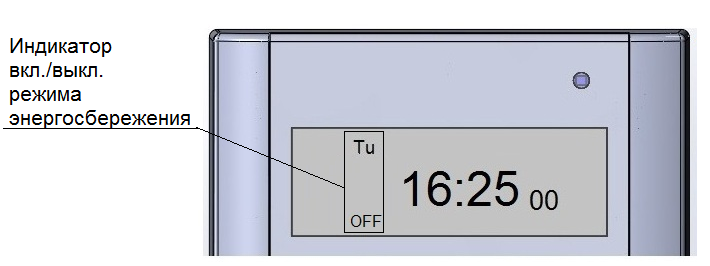 Индикатор
вкл./выкл.
режима
энергосбережения
Tu
16:25 00
OFF